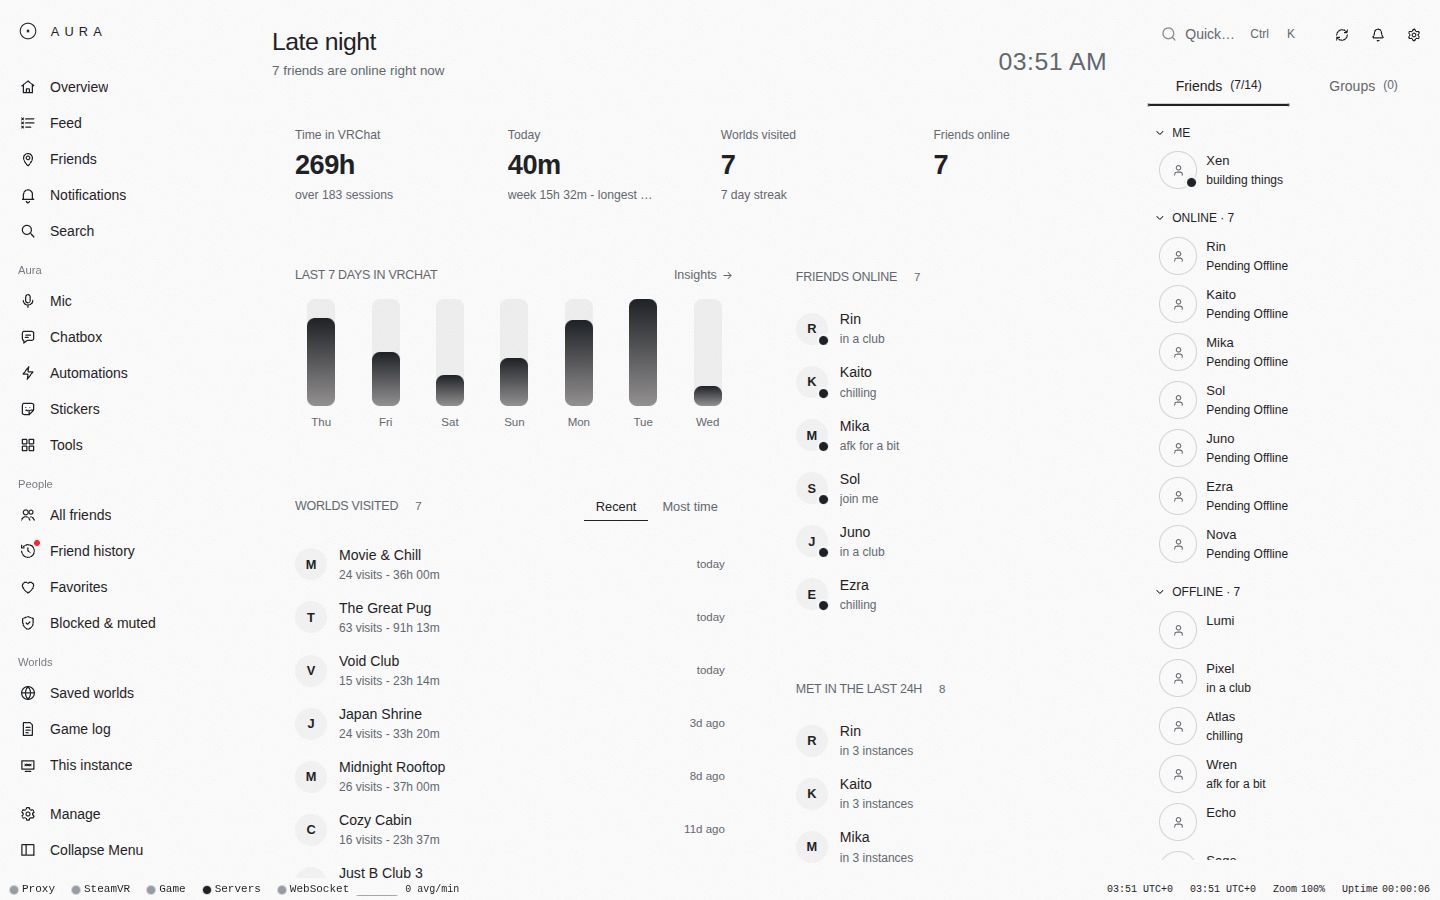 AURA
Overview
Feed
Friends
Notifications
Search
Aura
Mic
Chatbox
Automations
Stickers
Tools
People
All friends
Friend history
Favorites
Blocked & muted
Worlds
Saved worlds
Game log
This instance
Manage
Collapse Menu
Late night
7 friends are online right now
03:51 AM
Time in VRChat
269h
over 183 sessions
Today
40m
week 15h 32m - longest …
Worlds visited
7
7 day streak
Friends online
7
LAST 7 DAYS IN VRCHAT
Insights →
Thu Fri Sat Sun Mon Tue Wed
WORLDS VISITED 7
Recent Most time
M
Movie & Chill
24 visits - 36h 00m
today
T
The Great Pug
63 visits - 91h 13m
today
V
Void Club
15 visits - 23h 14m
today
J
Japan Shrine
24 visits - 33h 20m
3d ago
M
Midnight Rooftop
26 visits - 37h 00m
8d ago
C
Cozy Cabin
16 visits - 23h 37m
11d ago
Just B Club 3
FRIENDS ONLINE 7
R
Rin
in a club
K
Kaito
chilling
M
Mika
afk for a bit
S
Sol
join me
J
Juno
in a club
E
Ezra
chilling
MET IN THE LAST 24H 8
R
Rin
in 3 instances
K
Kaito
in 3 instances
M
Mika
in 3 instances
Quick… Ctrl K
Friends (7/14) Groups (0)
ME
Xen
building things
ONLINE · 7
Rin
Pending Offline
Kaito
Pending Offline
Mika
Pending Offline
Sol
Pending Offline
Juno
Pending Offline
Ezra
Pending Offline
Nova
Pending Offline
OFFLINE · 7
Lumi
Pixel
in a club
Atlas
chilling
Wren
afk for a bit
Echo
Proxy SteamVR Game Servers WebSocket 0 avg/min
03:51 UTC+0 03:51 UTC+0 Zoom 100% Uptime 00:00:06